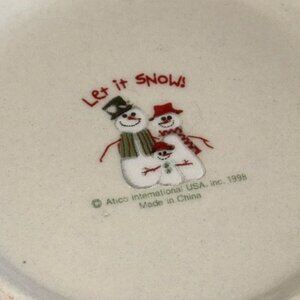 Let it SNOW!
© Atico International USA, inc. 1998
Made in China